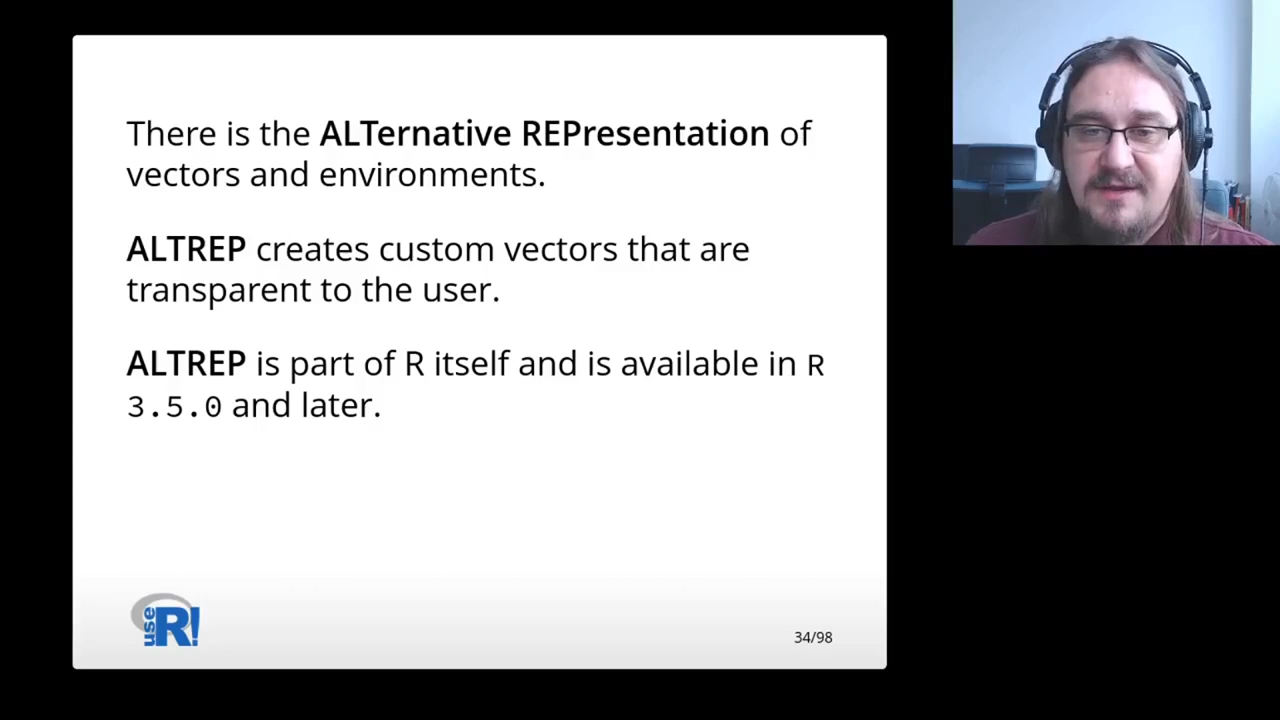 There is the ALTernative REPresentation of
vectors and environments.
ALTREP creates custom vectors that are
transparent to the user.
ALTREP is part of R itself and is available in R
3.5.0 and later.
use R!
34/98